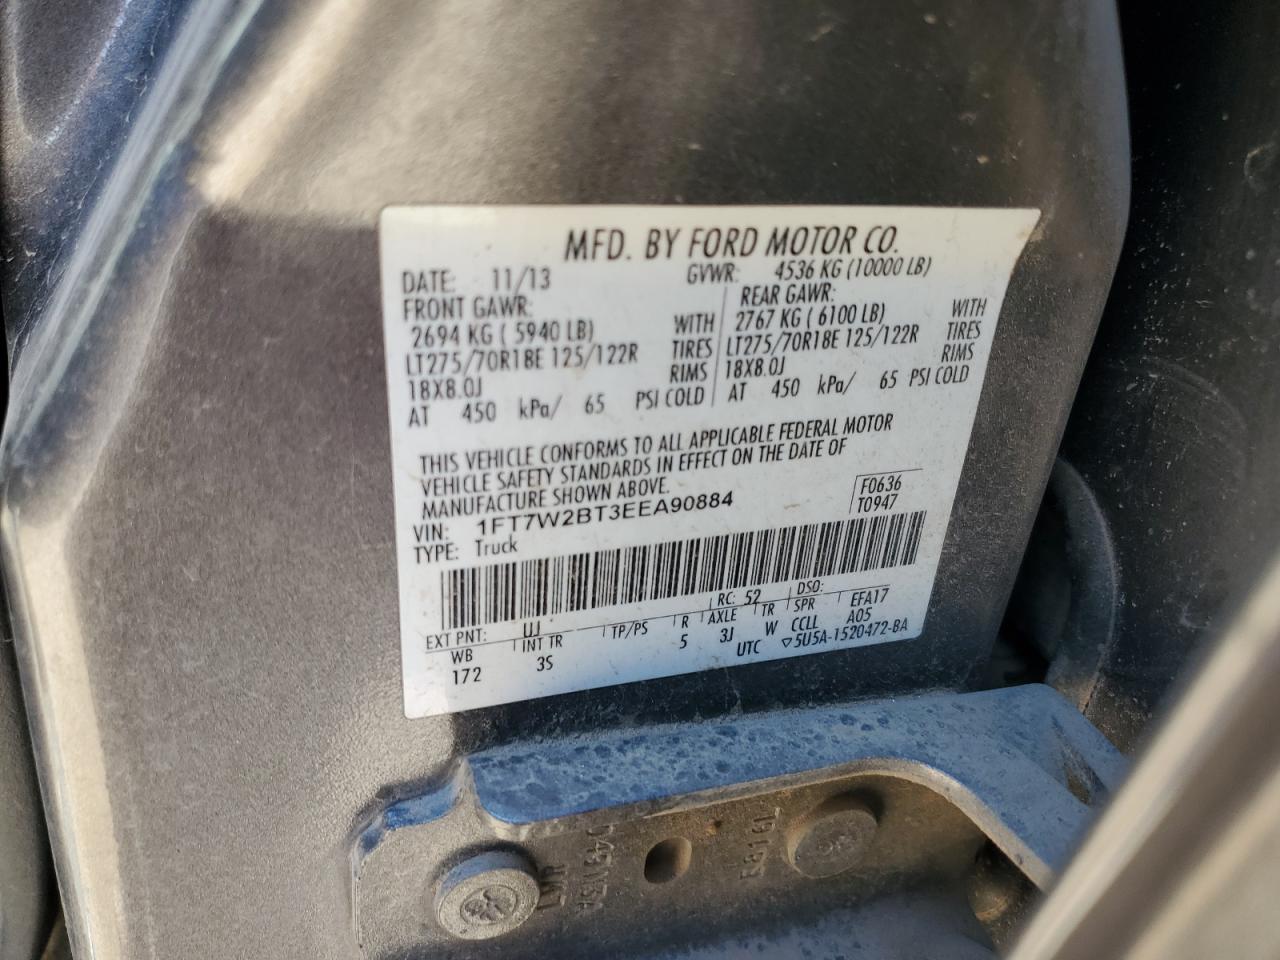 MFD. BY FORD MOTOR CO.
DATE: 11/13 GVWR: 4536 KG (10000 LB)
FRONT GAWR: REAR GAWR:
2694 KG ( 5940 LB) WITH 2767 KG ( 6100 LB) WITH
LT275/70R18E 125/122R TIRES LT275/70R18E 125/122R TIRES
18X8.0J RIMS 18X8.0J RIMS
AT 450 kPa/ 65 PSI COLD AT 450 kPa/ 65 PSI COLD
THIS VEHICLE CONFORMS TO ALL APPLICABLE FEDERAL MOTOR
VEHICLE SAFETY STANDARDS IN EFFECT ON THE DATE OF
MANUFACTURE SHOWN ABOVE.
VIN: 1FT7W2BT3EEA90884 F0636
TYPE: Truck T0947
EXT PNT: UJ RC: 52 DSO:
WB INT TR TP/PS R AXLE TR SPR EFA17
172 3S 5 3J W CCLL A05
UTC ▽5U5A-1520472-BA